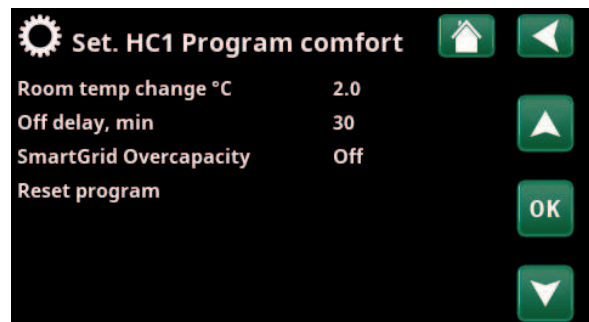 Set. HC1 Program comfort
Room temp change °C 2.0
Off delay, min 30
SmartGrid Overcapacity Off
Reset program
OK